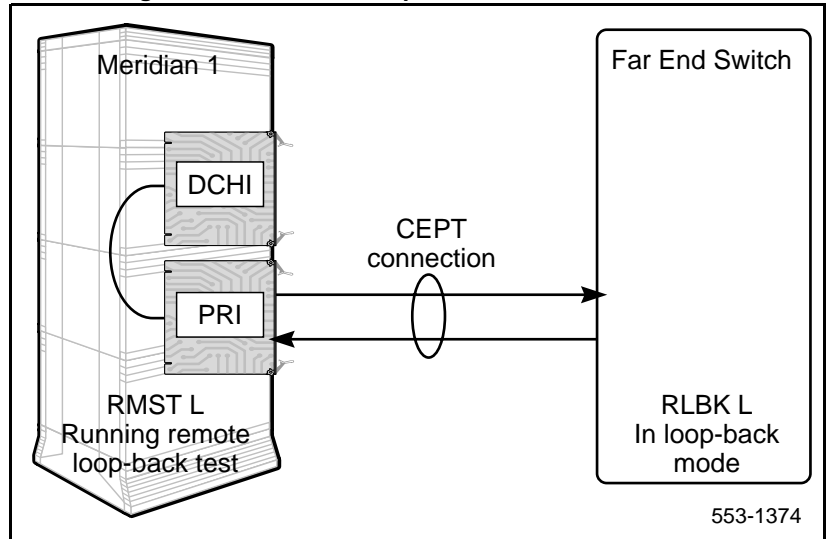 Meridian 1
DCHI
PRI
RMST L
Running remote
loop-back test
CEPT
connection
Far End Switch
RLBK L
In loop-back
mode
553-1374